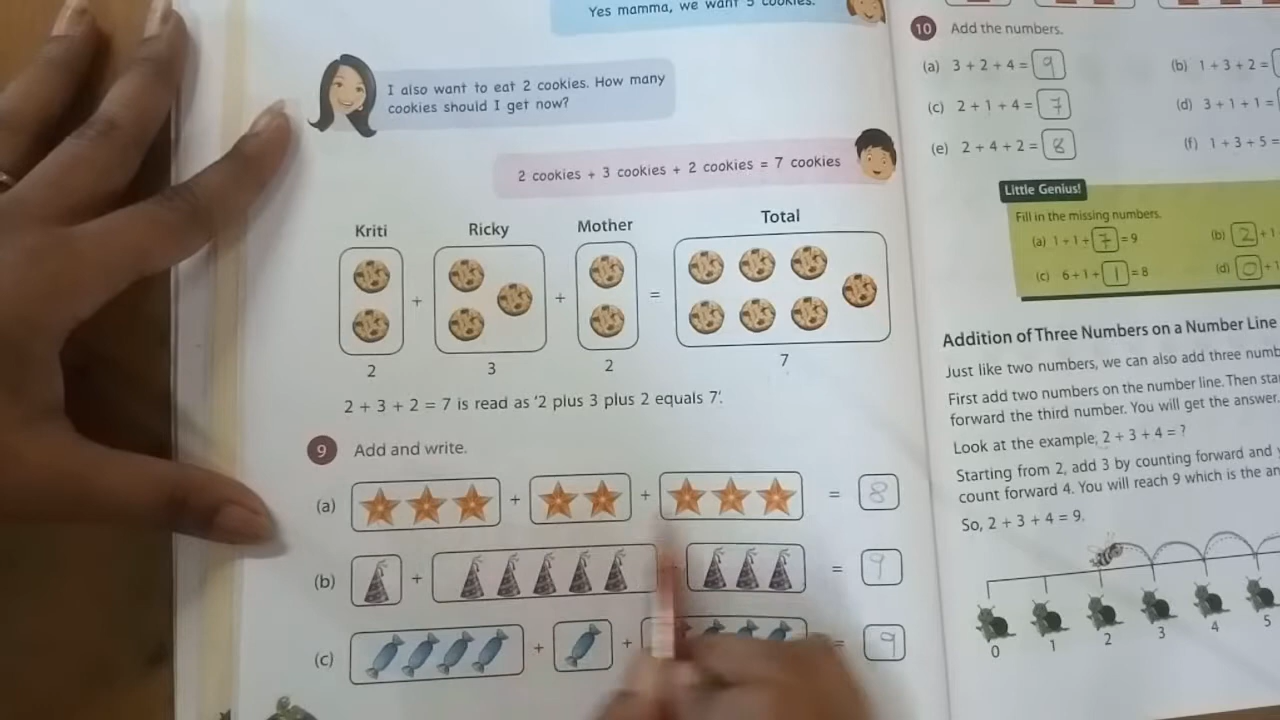 Yes mamma, we want 5 cookies.
I also want to eat 2 cookies. How many
cookies should I get now?
2 cookies + 3 cookies + 2 cookies = 7 cookies
Kriti Ricky Mother Total
+ + =
2 3 2 7
2 + 3 + 2 = 7 is read as ‘2 plus 3 plus 2 equals 7’.
9 Add and write.
(a) + + = 8
(b) + = 9
(c) + + = 9
10 Add the numbers.
(a) 3 + 2 + 4 = 9 (b) 1 + 3 + 2 =
(c) 2 + 1 + 4 = 7 (d) 3 + 1 + 1 =
(e) 2 + 4 + 2 = 8 (f) 1 + 3 + 5 =
Little Genius!
Fill in the missing numbers.
(a) 1 + 1 + 7 = 9 (b) 2 + 1
(c) 6 + 1 + 1 = 8 (d) 0 + 1
Addition of Three Numbers on a Number Line
Just like two numbers, we can also add three numb
First add two numbers on the number line. Then sta
forward the third number. You will get the answer.
Look at the example, 2 + 3 + 4 = ?
Starting from 2, add 3 by counting forward and
count forward 4. You will reach 9 which is the an
So, 2 + 3 + 4 = 9.
0 1 2 3 4 5